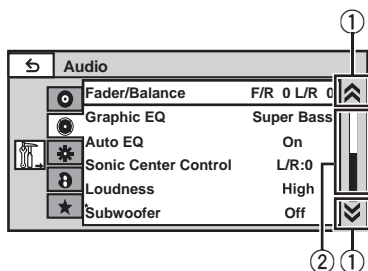 ①
Audio
Fader/Balance F/R 0 L/R 0
Graphic EQ Super Bass
Auto EQ On
Sonic Center Control L/R:0
Loudness High
Subwoofer Off
② ①